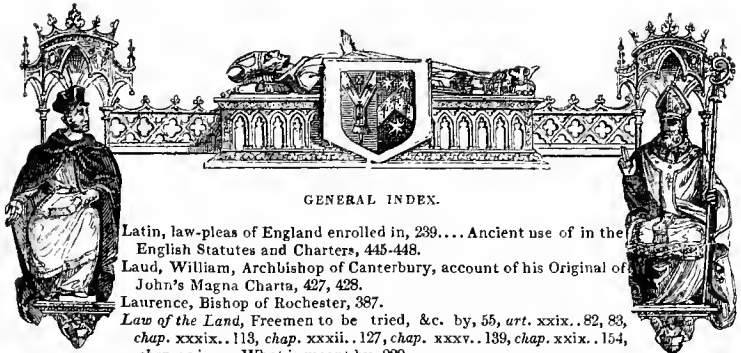 GENERAL INDEX.
Latin, law-pleas of England enrolled in, 239.... Ancient use of in the
English Statutes and Charters, 445-448.
Laud, William, Archbishop of Canterbury, account of his Original of
John's Magna Charta, 427, 428.
Laurence, Bishop of Rochester, 387.
Law of the Land, Freemen to be tried, &c. by, 55, art. xxix..82, 83,
chap. xxxix..113, chap. xxxii..127, chap. xxxv..139, chap. xxix..154,